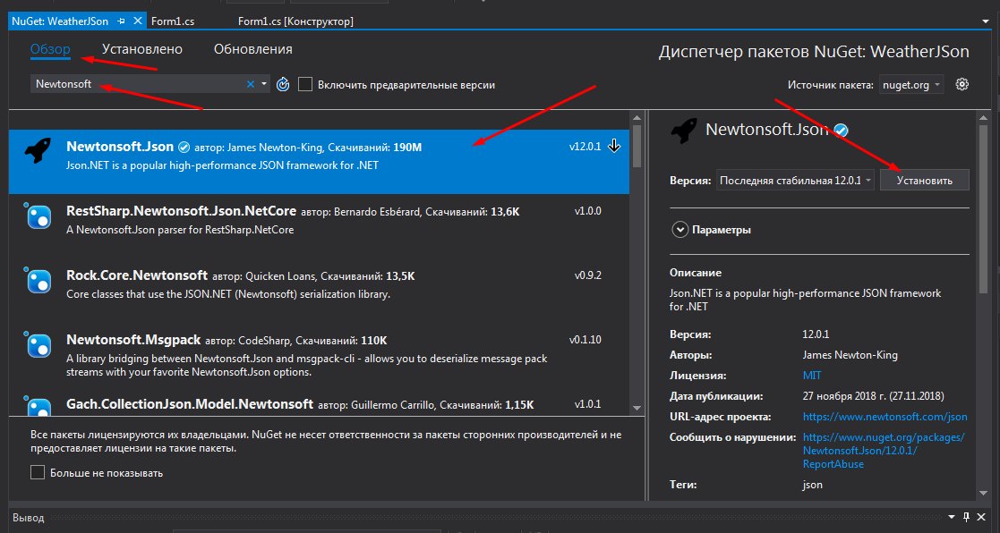 NuGet: WeatherJSon
Form1.cs
Form1.cs [Конструктор]
Обзор
Установлено
Обновления
Диспетчер пакетов NuGet: WeatherJSon
Newtonsoft
Включить предварительные версии
Источник пакета: nuget.org
Newtonsoft.Json автор: James Newton-King, Скачиваний: 190M v12.0.1
Json.NET is a popular high-performance JSON framework for .NET
RestSharp.Newtonsoft.Json.NetCore автор: Bernardo Esbérard, Скачиваний: 13,6K v1.0.0
A Newtonsoft.Json parser for RestSharp.NetCore
Rock.Core.Newtonsoft автор: Quicken Loans, Скачиваний: 13,5K v0.9.2
Core classes that use the JSON.NET (Newtonsoft) serialization library.
Newtonsoft.Msgpack автор: CodeSharp, Скачиваний: 110K v0.1.10
A library bridging between Newtonsoft.Json and msgpack-cli - allows you to deserialize message pack
streams with your favorite Newtonsoft.Json options.
Gach.CollectionJson.Model.Newtonsoft автор: Guillermo Carrillo, Скачиваний: 1,15K v1.0.1
Все пакеты лицензируются их владельцами. NuGet не несет ответственности за пакеты сторонних производителей и не
предоставляет лицензии на такие пакеты.
Больше не показывать
Newtonsoft.Json
Версия: Последняя стабильная 12.0.1 Установить
Параметры
Описание
Json.NET is a popular high-performance JSON framework
for .NET
Версия: 12.0.1
Авторы: James Newton-King
Лицензия: MIT
Дата публикации: 27 ноября 2018 г. (27.11.2018)
URL-адрес проекта: https://www.newtonsoft.com/json
Сообщить о нарушении: https://www.nuget.org/packages/
Newtonsoft.Json/12.0.1/
ReportAbuse
Теги: json
Вывод